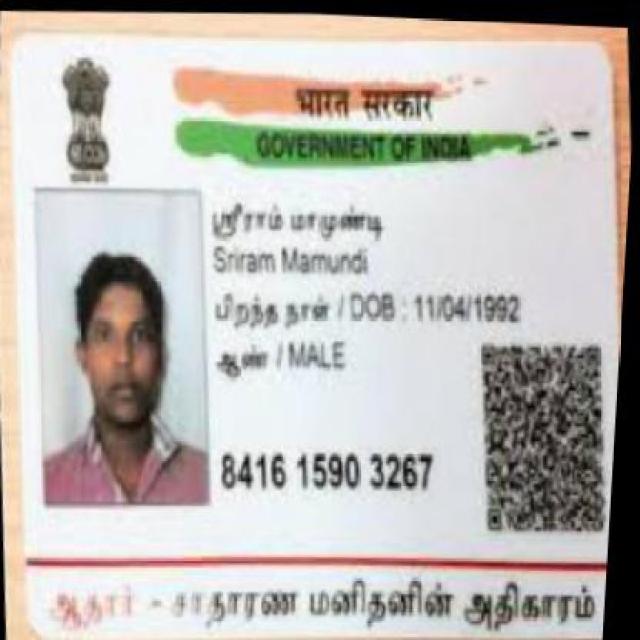 भारत सरकार
GOVERNMENT OF INDIA
ஸ்ரீராம் மாமுண்டி
Sriram Mamundi
பிறந்த நாள் / DOB : 11/04/1992
ஆண் / MALE
8416 1590 3267
ஆதார் - சாதாரண மனிதனின் அதிகாரம்